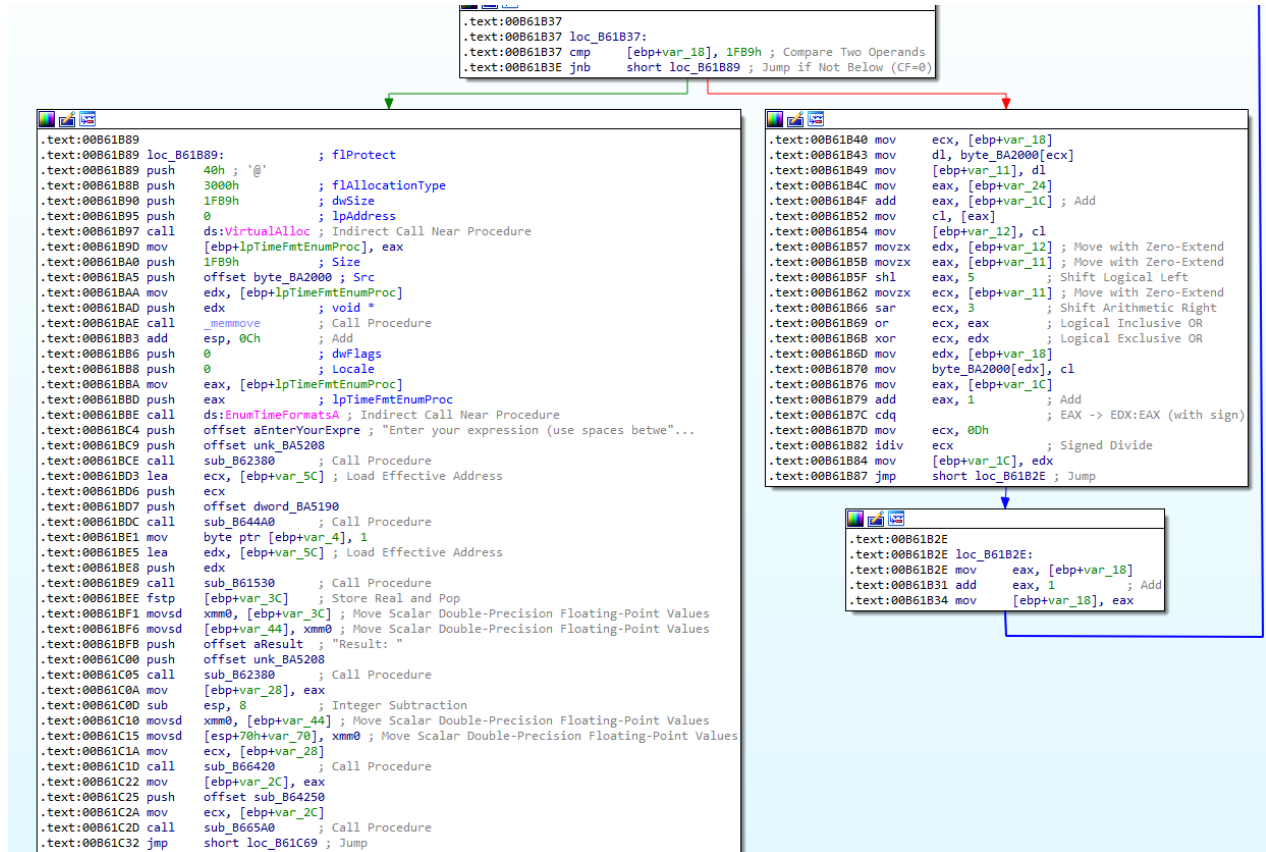 .text:00B61B37
.text:00B61B37 loc_B61B37:
.text:00B61B37 cmp [ebp+var_18], 1FB9h ; Compare Two Operands
.text:00B61B3E jnb short loc_B61B89 ; Jump if Not Below (CF=0)
.text:00B61B89
.text:00B61B89 loc_B61B89: ; flProtect
.text:00B61B89 push 40h ; '@'
.text:00B61B8B push 3000h ; flAllocationType
.text:00B61B90 push 1FB9h ; dwSize
.text:00B61B95 push 0 ; lpAddress
.text:00B61B97 call ds:VirtualAlloc ; Indirect Call Near Procedure
.text:00B61B9D mov [ebp+lpTimeFmtEnumProc], eax
.text:00B61BA0 push 1FB9h ; Size
.text:00B61BA5 push offset byte_BA2000 ; Src
.text:00B61BAA mov edx, [ebp+lpTimeFmtEnumProc]
.text:00B61BAD push edx ; void *
.text:00B61BAE call _memmove ; Call Procedure
.text:00B61BB3 add esp, 0Ch ; Add
.text:00B61BB6 push 0 ; dwFlags
.text:00B61BB8 push 0 ; Locale
.text:00B61BBA mov eax, [ebp+lpTimeFmtEnumProc]
.text:00B61BBD push eax ; lpTimeFmtEnumProc
.text:00B61BBE call ds:EnumTimeFormatsA ; Indirect Call Near Procedure
.text:00B61BC4 push offset aEnterYourExpre ; "Enter your expression (use spaces betwe"...
.text:00B61BC9 push offset unk_BA5208
.text:00B61BCE call sub_B62380 ; Call Procedure
.text:00B61BD3 lea ecx, [ebp+var_5C] ; Load Effective Address
.text:00B61BD6 push ecx
.text:00B61BD7 push offset dword_BA5190
.text:00B61BDC call sub_B644A0 ; Call Procedure
.text:00B61BE1 mov byte ptr [ebp+var_4], 1
.text:00B61BE5 lea edx, [ebp+var_5C] ; Load Effective Address
.text:00B61BE8 push edx
.text:00B61BE9 call sub_B61530 ; Call Procedure
.text:00B61BEE fstp [ebp+var_3C] ; Store Real and Pop
.text:00B61BF1 movsd xmm0, [ebp+var_3C] ; Move Scalar Double-Precision Floating-Point Values
.text:00B61BF6 movsd [ebp+var_44], xmm0 ; Move Scalar Double-Precision Floating-Point Values
.text:00B61BFB push offset aResult ; "Result: "
.text:00B61C00 push offset unk_BA5208
.text:00B61C05 call sub_B62380 ; Call Procedure
.text:00B61C0A mov [ebp+var_28], eax
.text:00B61C0D sub esp, 8 ; Integer Subtraction
.text:00B61C10 movsd xmm0, [ebp+var_44] ; Move Scalar Double-Precision Floating-Point Values
.text:00B61C15 movsd [esp+70h+var_70], xmm0 ; Move Scalar Double-Precision Floating-Point Values
.text:00B61C1A mov ecx, [ebp+var_28]
.text:00B61C1D call sub_B66420 ; Call Procedure
.text:00B61C22 mov [ebp+var_2C], eax
.text:00B61C25 push offset sub_B64250
.text:00B61C2A mov ecx, [ebp+var_2C]
.text:00B61C2D call sub_B665A0 ; Call Procedure
.text:00B61C32 jmp short loc_B61C69 ; Jump
.text:00B61B40 mov ecx, [ebp+var_18]
.text:00B61B43 mov dl, byte_BA2000[ecx]
.text:00B61B49 mov [ebp+var_11], dl
.text:00B61B4C mov eax, [ebp+var_24]
.text:00B61B4F add eax, [ebp+var_1C] ; Add
.text:00B61B52 mov cl, [eax]
.text:00B61B54 mov [ebp+var_12], cl
.text:00B61B57 movzx edx, [ebp+var_12] ; Move with Zero-Extend
.text:00B61B5B movzx eax, [ebp+var_11] ; Move with Zero-Extend
.text:00B61B5F shl eax, 5 ; Shift Logical Left
.text:00B61B62 movzx ecx, [ebp+var_11] ; Move with Zero-Extend
.text:00B61B66 sar ecx, 3 ; Shift Arithmetic Right
.text:00B61B69 or ecx, eax ; Logical Inclusive OR
.text:00B61B6B xor ecx, edx ; Logical Exclusive OR
.text:00B61B6D mov edx, [ebp+var_18]
.text:00B61B70 mov byte_BA2000[edx], cl
.text:00B61B76 mov eax, [ebp+var_1C]
.text:00B61B79 add eax, 1 ; Add
.text:00B61B7C cdq ; EAX -> EDX:EAX (with sign)
.text:00B61B7D mov ecx, 0Dh
.text:00B61B82 idiv ecx ; Signed Divide
.text:00B61B84 mov [ebp+var_1C], edx
.text:00B61B87 jmp short loc_B61B2E ; Jump
.text:00B61B2E
.text:00B61B2E loc_B61B2E:
.text:00B61B2E mov eax, [ebp+var_18]
.text:00B61B31 add eax, 1 ; Add
.text:00B61B34 mov [ebp+var_18], eax